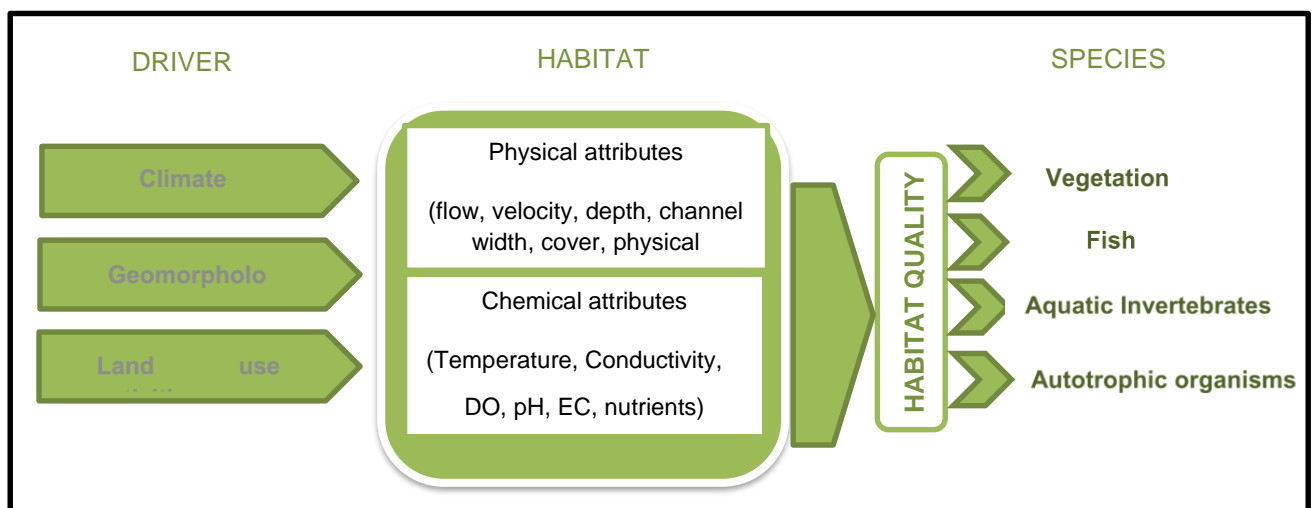 DRIVER
HABITAT
SPECIES
Climate
Geomorpholo
Land use
Physical attributes
(flow, velocity, depth, channel
width, cover, physical
Chemical attributes
(Temperature, Conductivity,
DO, pH, EC, nutrients)
HABITAT QUALITY
Vegetation
Fish
Aquatic Invertebrates
Autotrophic organisms